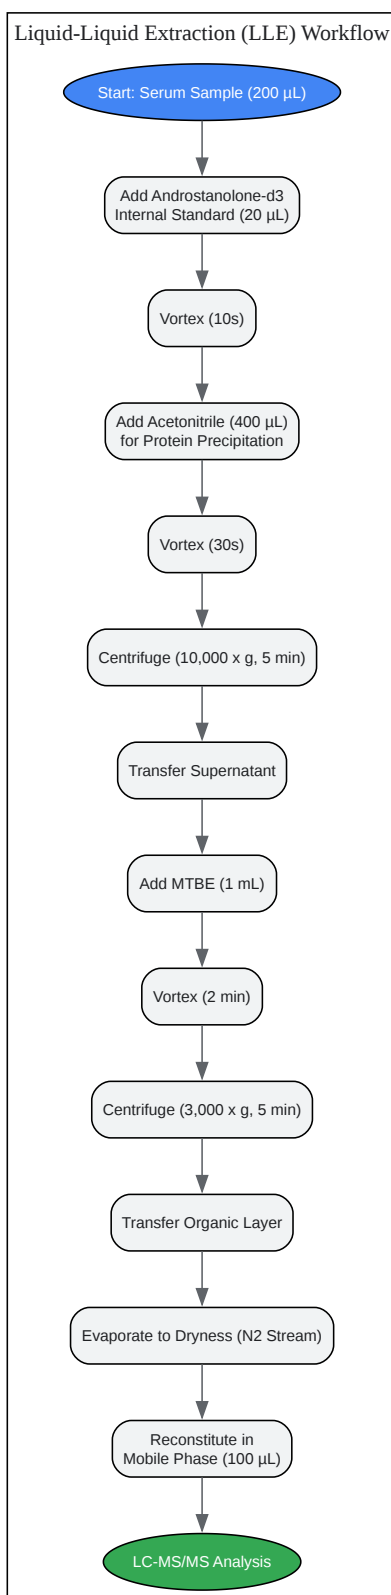 Liquid-Liquid Extraction (LLE) Workflow
Start: Serum Sample (200 µL)
Add Androstanolone-d3
Internal Standard (20 µL)
Vortex (10s)
Add Acetonitrile (400 µL)
for Protein Precipitation
Vortex (30s)
Centrifuge (10,000 x g, 5 min)
Transfer Supernatant
Add MTBE (1 mL)
Vortex (2 min)
Centrifuge (3,000 x g, 5 min)
Transfer Organic Layer
Evaporate to Dryness (N2 Stream)
Reconstitute in
Mobile Phase (100 µL)
LC-MS/MS Analysis